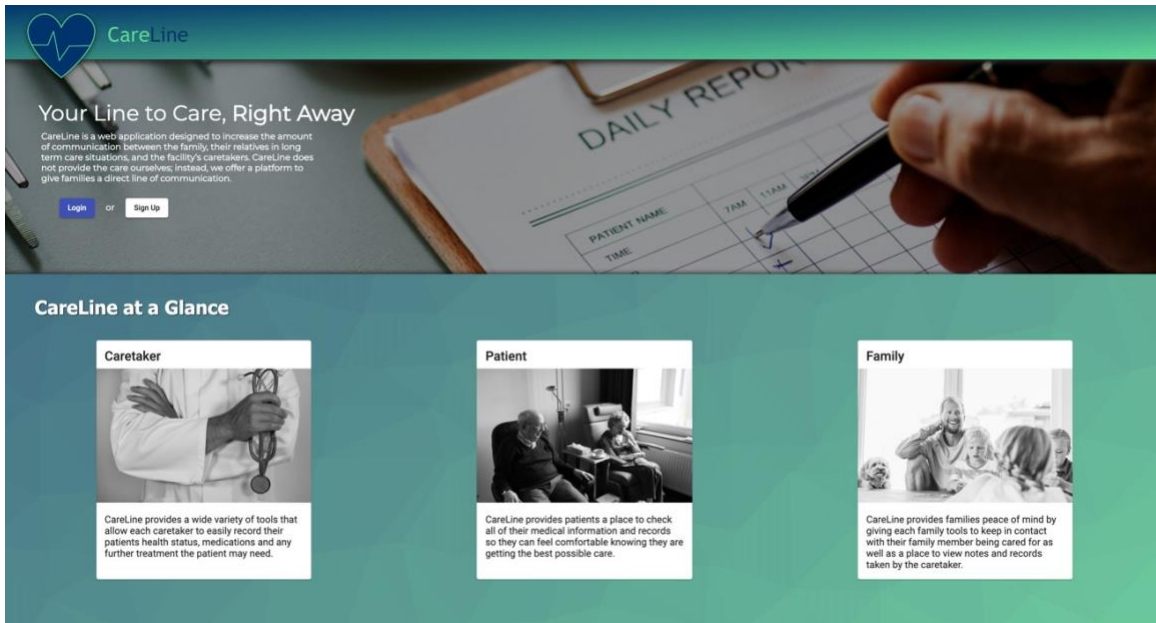 CareLine
Your Line to Care, Right Away
CareLine is a web application designed to increase the amount
of communication between the family, their relatives in long
term care situations, and the facility's caretakers. CareLine does
not provide the care ourselves; instead, we offer a platform to
give families a direct line of communication.
Login or Sign Up
DAILY REPORT
PATIENT NAME
TIME
7AM 11AM
CareLine at a Glance
Caretaker
CareLine provides a wide variety of tools that
allow each caretaker to easily record their
patients health status, medications and any
further treatment the patient may need.
Patient
CareLine provides patients a place to check
all of their medical information and records
so they can feel comfortable knowing they are
getting the best possible care.
Family
CareLine provides families peace of mind by
giving each family tools to keep in contact
with their family member being cared for as
well as a place to view notes and records
taken by the caretaker.